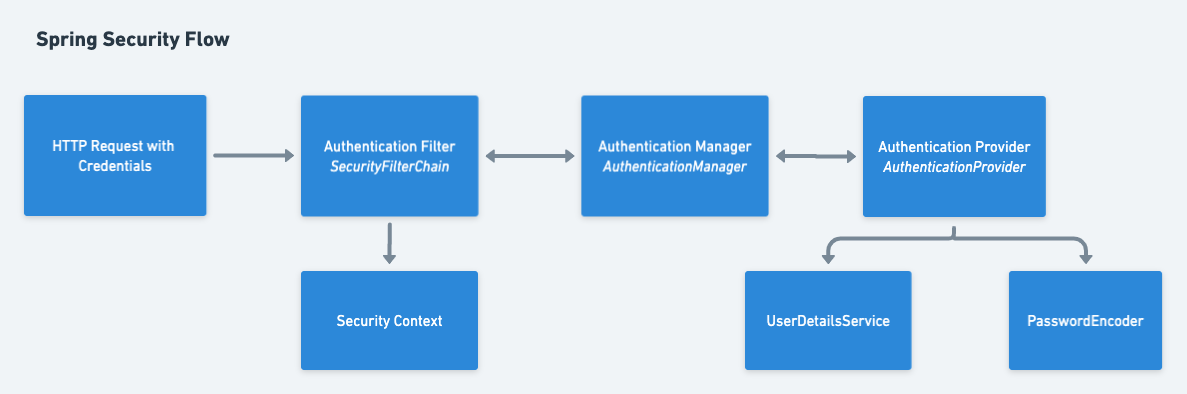 Spring Security Flow
HTTP Request with
Credentials
Authentication Filter
SecurityFilterChain
Authentication Manager
AuthenticationManager
Authentication Provider
AuthenticationProvider
Security Context
UserDetailsService
PasswordEncoder